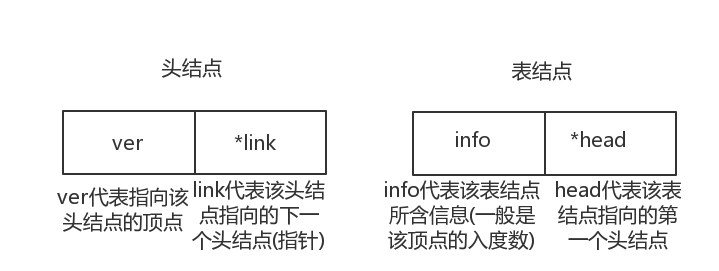 头结点
表结点
ver
*link
info
*head
ver代表指向该
头结点的顶点
link代表该头结
点指向的下一
个头结点(指针)
info代表该表结点
所含信息(一般是
该顶点的入度数)
head代表该表
结点指向的第
一个头结点